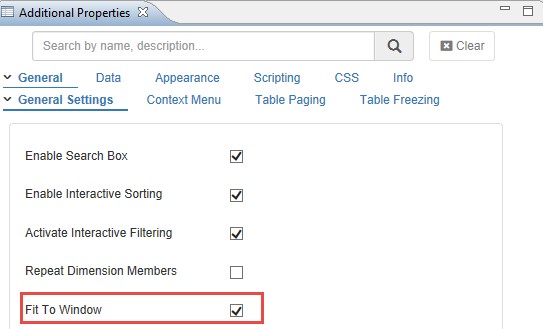 Additional Properties
Search by name, description... Clear
General Data Appearance Scripting CSS Info
General Settings Context Menu Table Paging Table Freezing
Enable Search Box
Enable Interactive Sorting
Activate Interactive Filtering
Repeat Dimension Members
Fit To Window